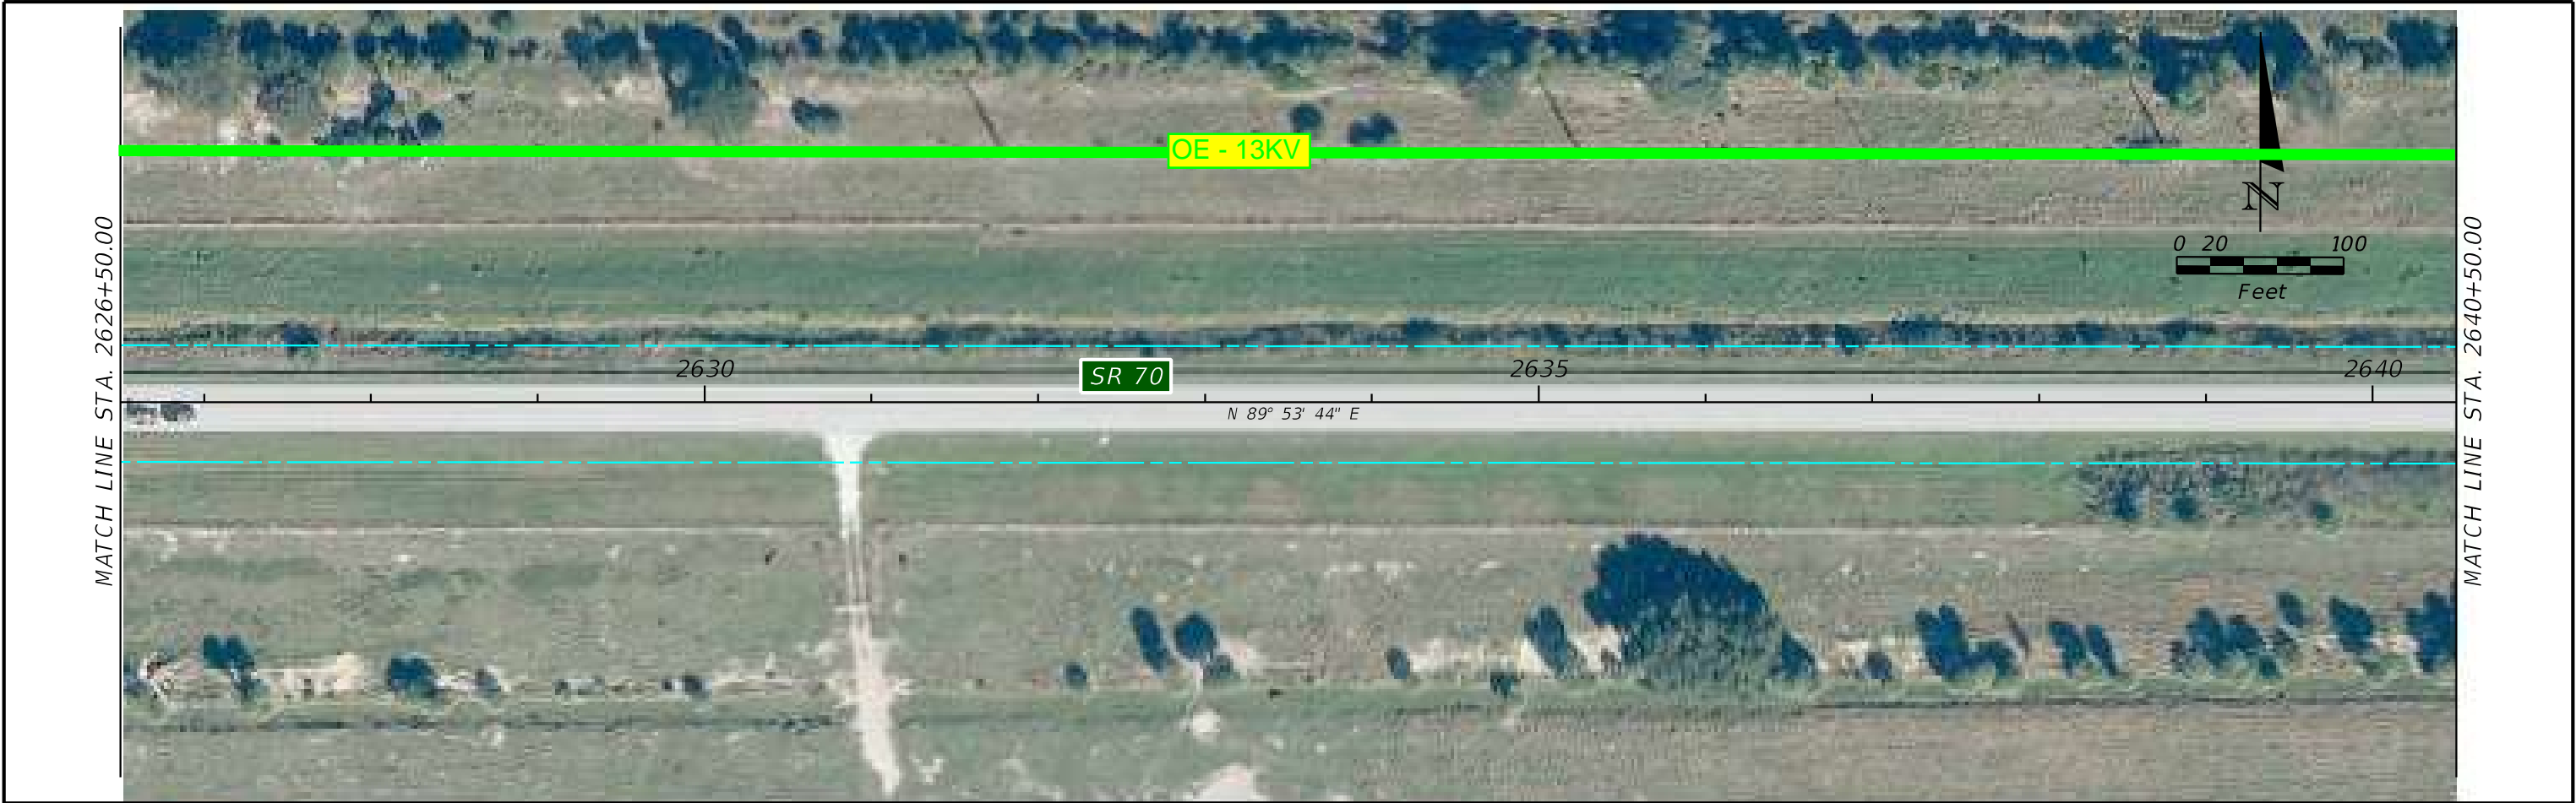 OE - 13KV
N
0 20 100
Feet
MATCH LINE STA. 2626+50.00
MATCH LINE STA. 2640+50.00
2630
SR 70
2635
2640
N 89° 53' 44" E